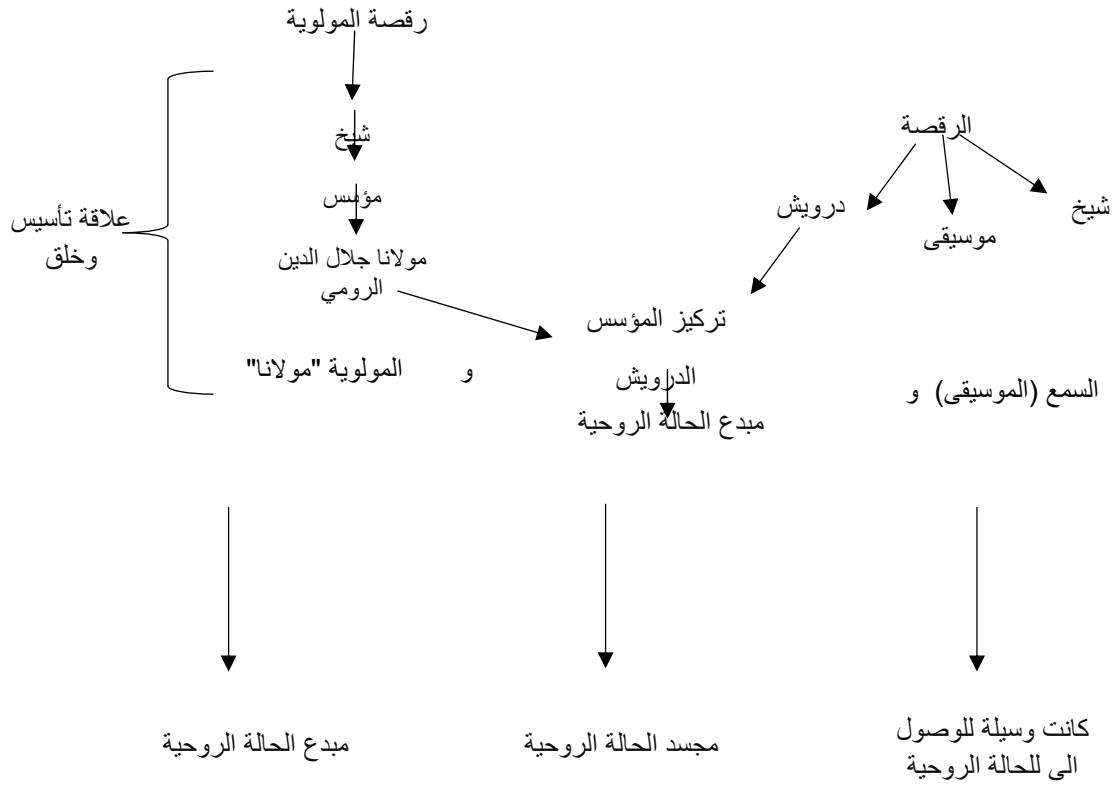 رقصة المولوية
شيخ
مؤسس
مولانا جلال الدين
الرومي
علاقة تأسيس
وخلق
الرقصة
شيخ
موسيقى
درويش
تركيز المؤسس
الدرويش
مبدع الحالة الروحية
السمع (الموسيقى) و
و المولوية "مولانا"
كانت وسيلة للوصول
الى للحالة الروحية
مجسد الحالة الروحية
مبدع الحالة الروحية